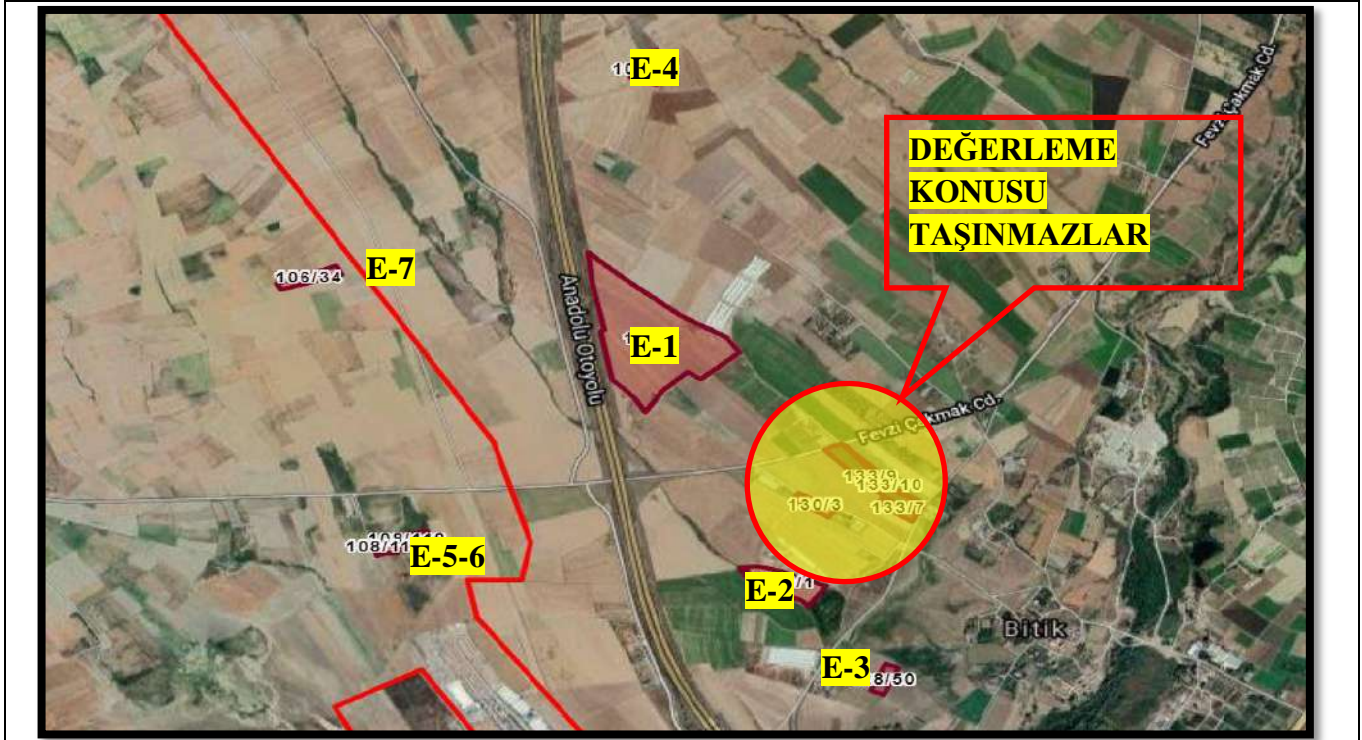 E-4
Fevzi Çakmak Cd.
DEĞERLEME
KONUSU
TAŞINMAZLAR
E-7
106/34
Anadolu Otoyolu
E-1
Fevzi Çakmak Cd.
133/9
133/10
130/3
133/7
E-5-6
E-2
Bitik
E-3
8/50